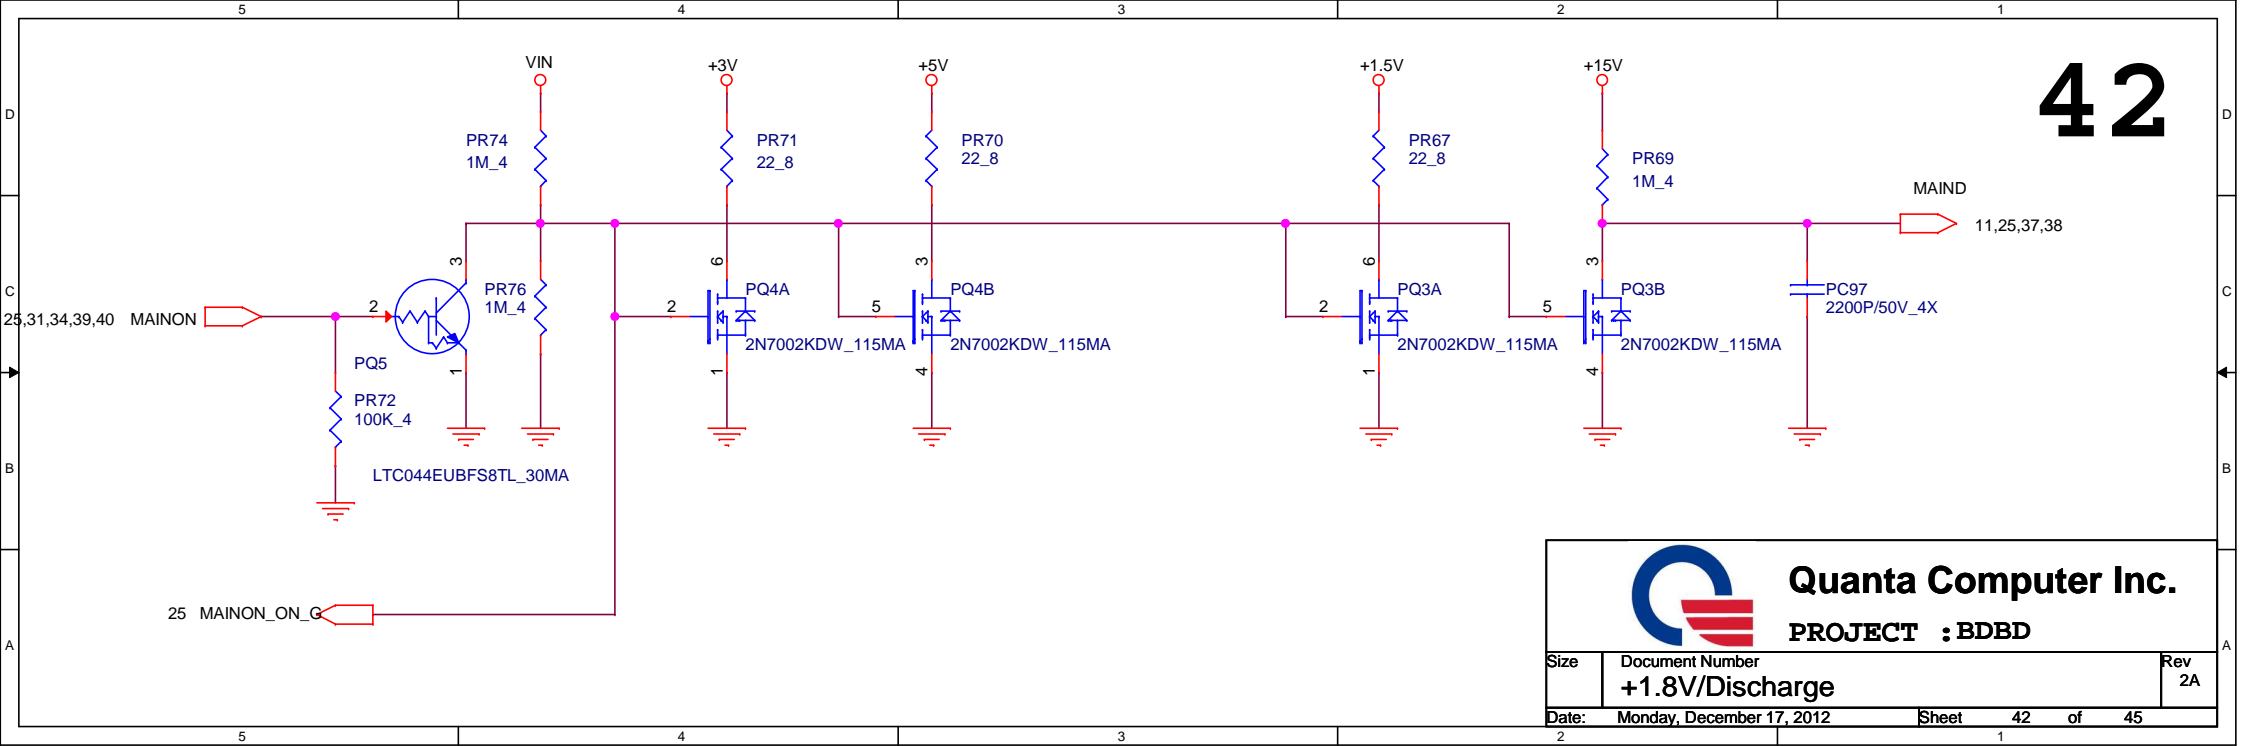 5 4 3 2 1
42
VIN +3V +5V +1.5V +15V
D D
PR74
1M_4
PR71
22_8
PR70
22_8
PR67
22_8
PR69
1M_4
MAIND
11,25,37,38
3 6 3 6 3
C C
25,31,34,39,40 MAINON
2
PR76
1M_4
2
PQ4A
2N7002KDW_115MA
5
PQ4B
2N7002KDW_115MA
2
PQ3A
2N7002KDW_115MA
5
PQ3B
2N7002KDW_115MA
PC97
2200P/50V_4X
PQ5
1 1 4 1 4
PR72
100K_4
B B
LTC044EUBFS8TL_30MA
25 MAINON_ON_G
A A
Quanta Computer Inc.
PROJECT : BDBD
Size Document Number Rev
+1.8V/Discharge 2A
Date: Monday, December 17, 2012 Sheet 42 of 45
5 4 3 2 1